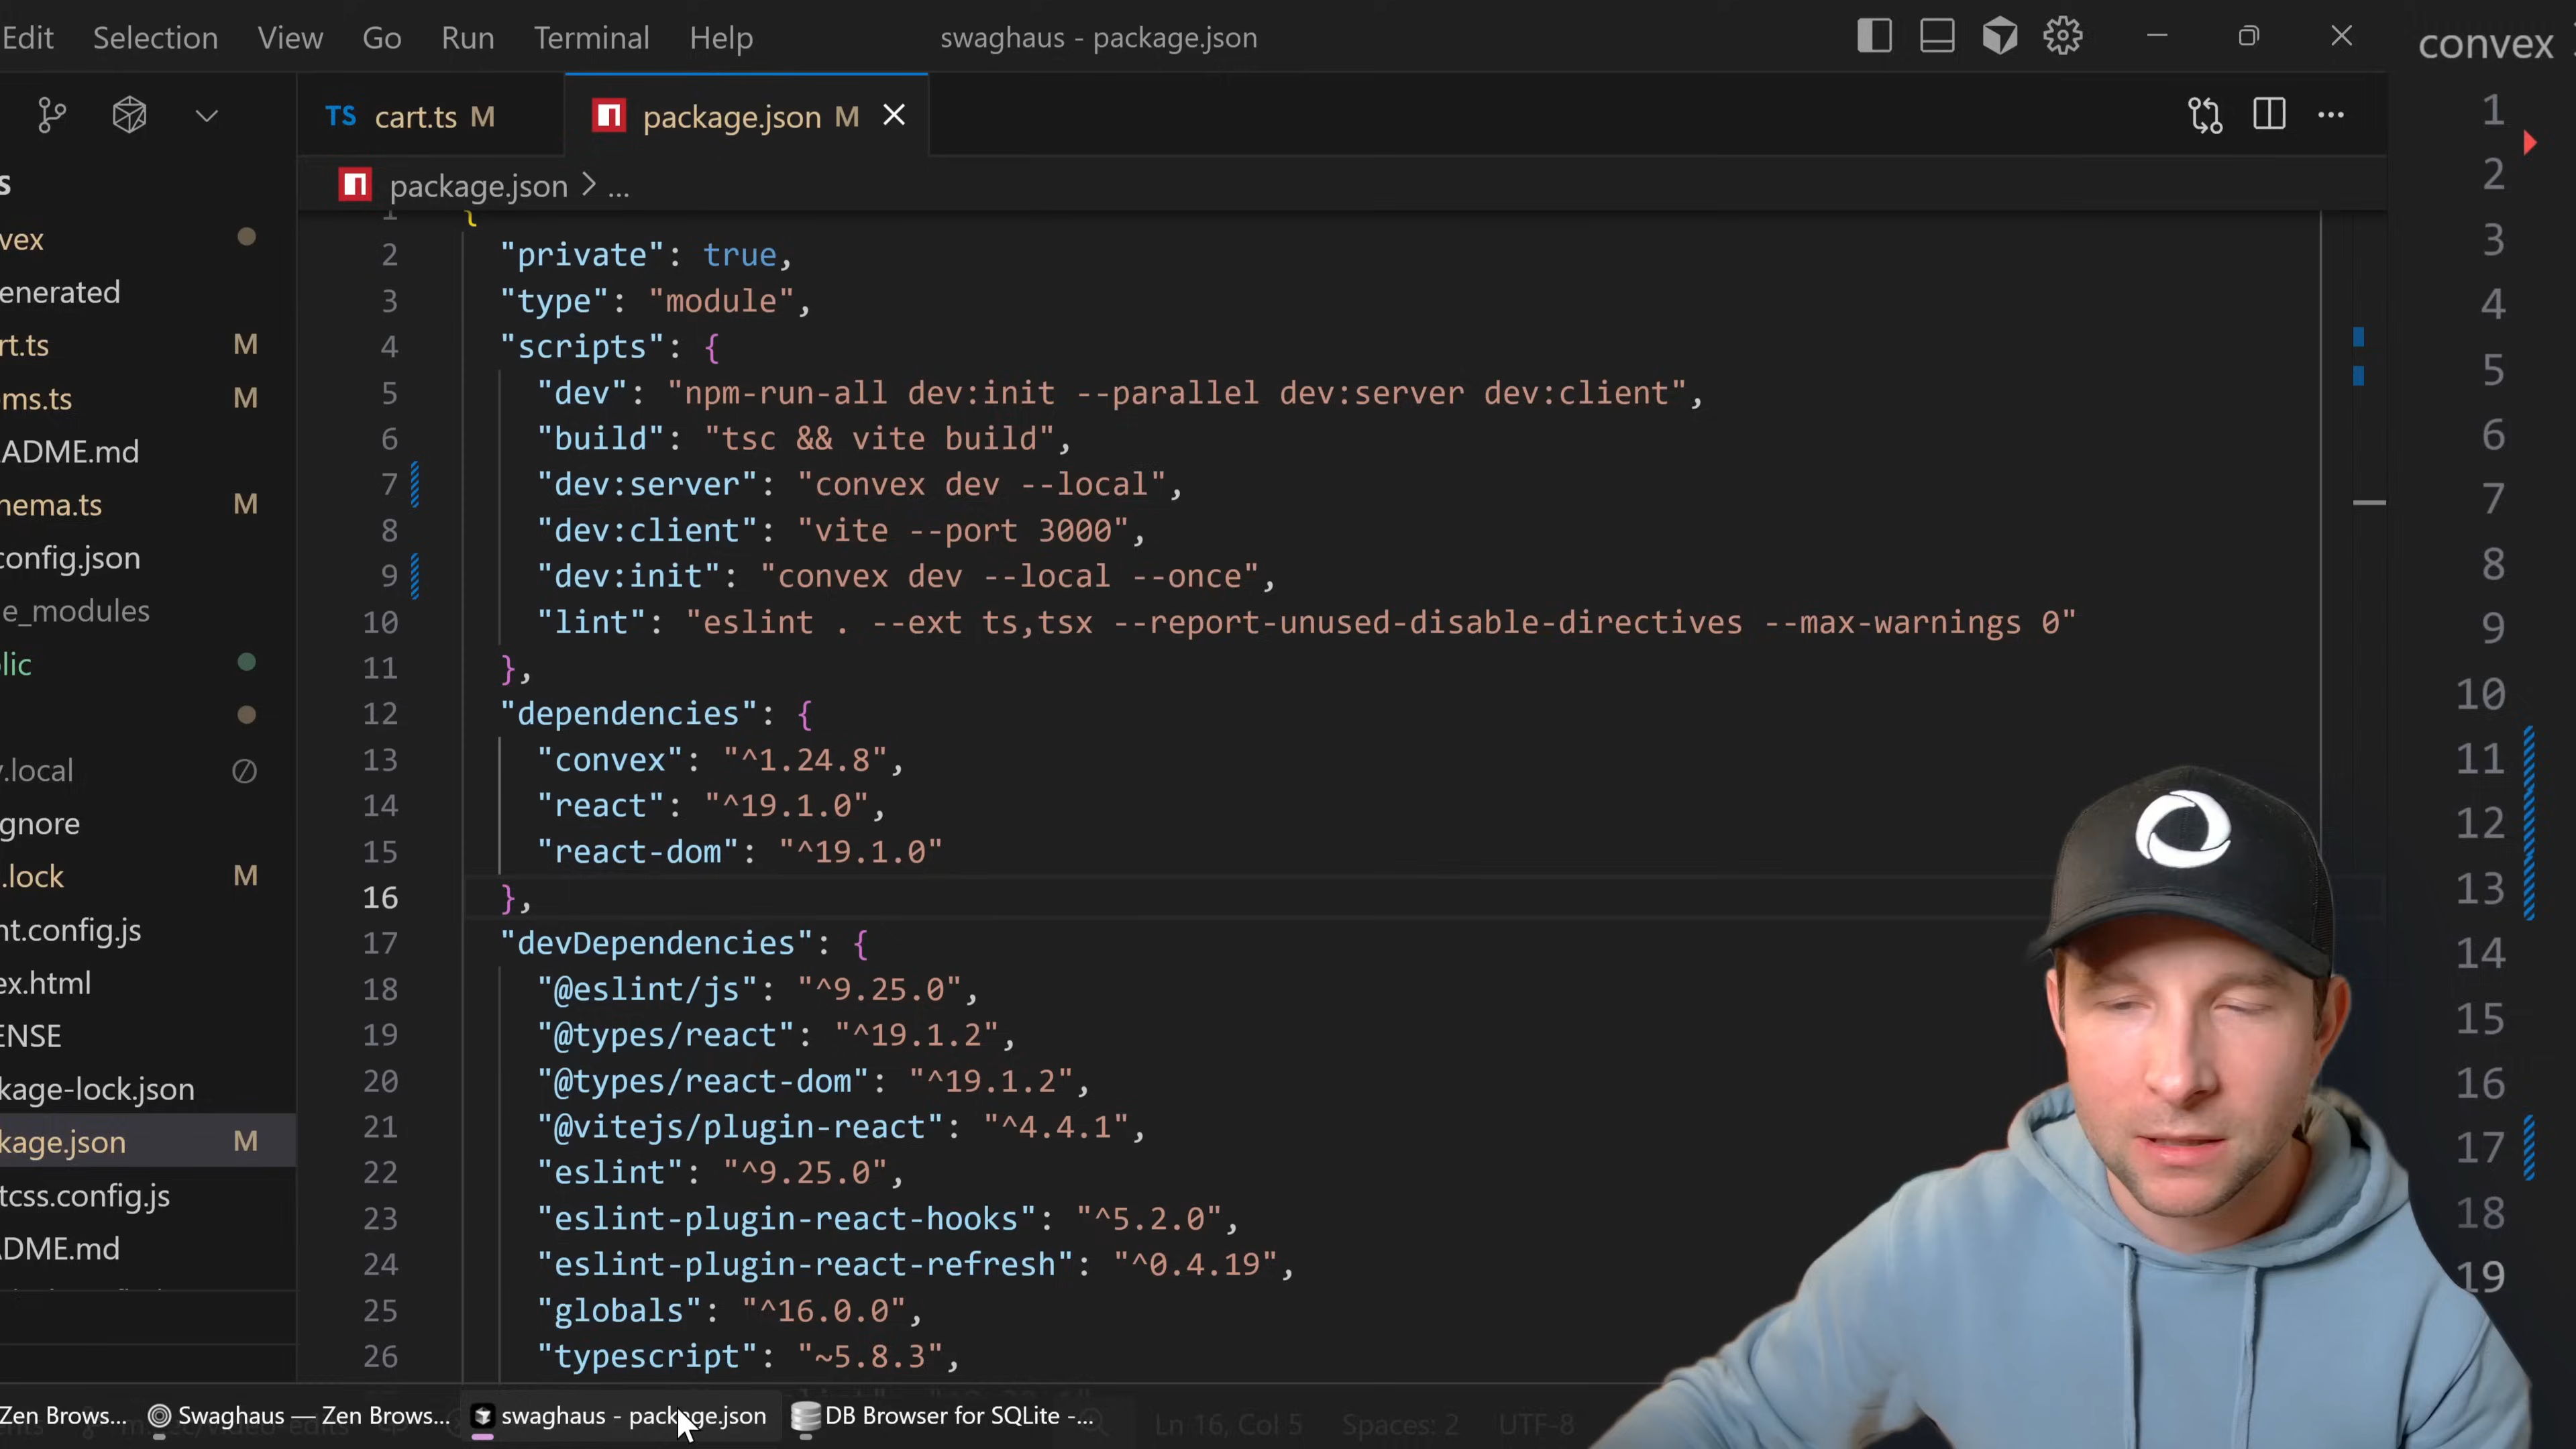 Edit Selection View Go Run Terminal Help swaghaus - package.json convex
TS cart.ts M package.json M
package.json > ...
s
vex
enerated
rt.ts M
ems.ts M
EADME.md
hema.ts M
config.json
e_modules
lic
v.local
gnore
.lock M
nt.config.js
ex.html
ENSE
kage-lock.json
kage.json M
tcss.config.js
ADME.md
1 {
2 "private": true,
3 "type": "module",
4 "scripts": {
5 "dev": "npm-run-all dev:init --parallel dev:server dev:client",
6 "build": "tsc && vite build",
7 "dev:server": "convex dev --local",
8 "dev:client": "vite --port 3000",
9 "dev:init": "convex dev --local --once",
10 "lint": "eslint . --ext ts,tsx --report-unused-disable-directives --max-warnings 0"
11 },
12 "dependencies": {
13 "convex": "^1.24.8",
14 "react": "^19.1.0",
15 "react-dom": "^19.1.0"
16 },
17 "devDependencies": {
18 "@eslint/js": "^9.25.0",
19 "@types/react": "^19.1.2",
20 "@types/react-dom": "^19.1.2",
21 "@vitejs/plugin-react": "^4.4.1",
22 "eslint": "^9.25.0",
23 "eslint-plugin-react-hooks": "^5.2.0",
24 "eslint-plugin-react-refresh": "^0.4.19",
25 "globals": "^16.0.0",
26 "typescript": "~5.8.3",
1
2
3
4
5
6
7
8
9
10
11
12
13
14
15
16
17
18
19
Zen Brows... Swaghaus — Zen Brows... swaghaus - package.json DB Browser for SQLite -...
Ln 16, Col 5 Spaces: 2 UTF-8